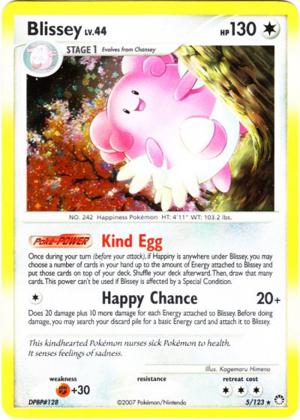 Blissey LV.44
HP 130
STAGE 1 Evolves from Chansey
NO. 242 Happiness Pokémon HT: 4'11" WT: 103.2 lbs.
Poké-POWER Kind Egg
Once during your turn (before your attack), if Happiny is anywhere under Blissey, you may
choose a number of cards in your hand up to the amount of Energy attached to Blissey and
put those cards on top of your deck. Shuffle your deck afterward. Then, draw that many
cards. This power can't be used if Blissey is affected by a Special Condition.
Happy Chance 20+
Does 20 damage plus 10 more damage for each Energy attached to Blissey. Before doing
damage, you may search your discard pile for a basic Energy card and attach it to Blissey.
This kindhearted Pokémon nurses sick Pokémon to health.
It senses feelings of sadness.
Illus. Kagemaru Himeno
weakness resistance retreat cost
+30
DPBP#128 ©2007 Pokémon/Nintendo 5/123 ★